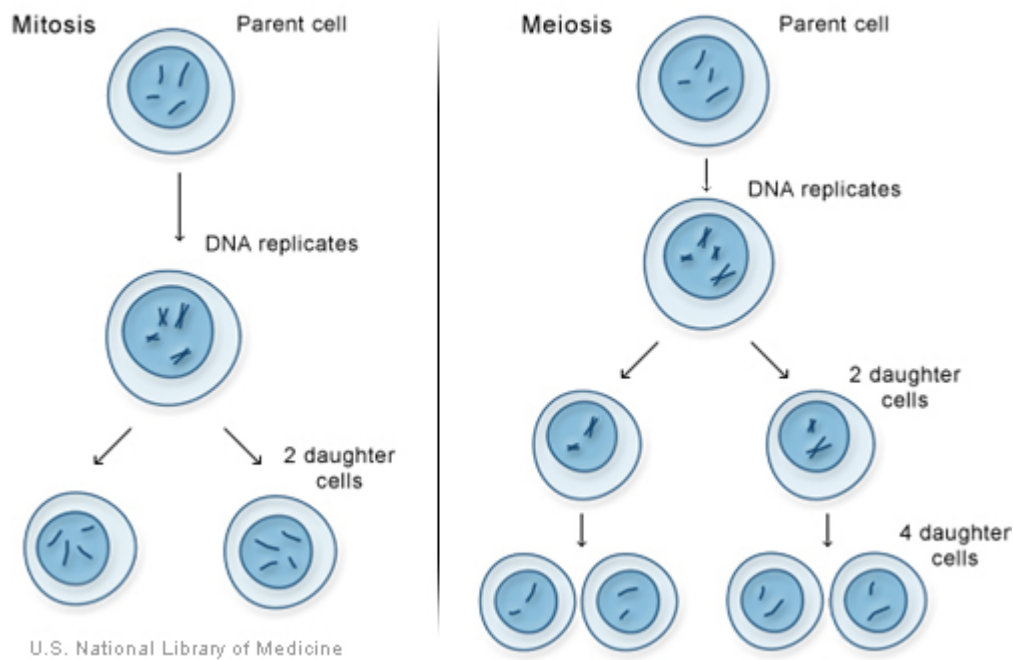 Mitosis
Parent cell
DNA replicates
2 daughter
cells
U.S. National Library of Medicine
Meiosis
Parent cell
DNA replicates
2 daughter
cells
4 daughter
cells